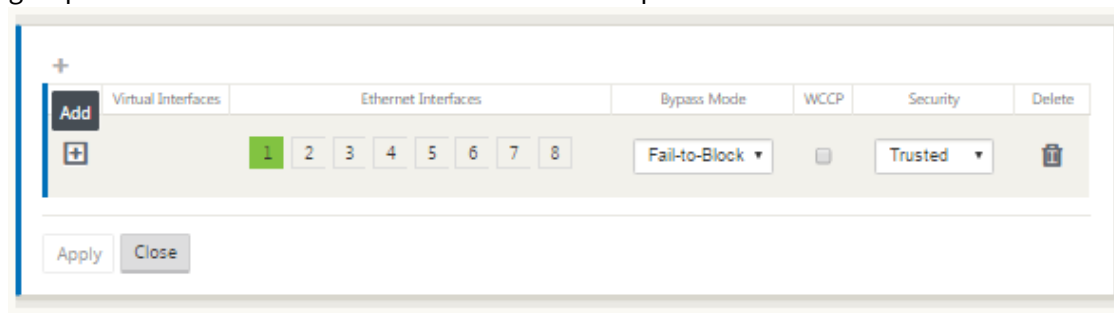 +
Add Virtual Interfaces Ethernet Interfaces Bypass Mode WCCP Security Delete
+ 1 2 3 4 5 6 7 8 Fail-to-Block Trusted
Apply Close